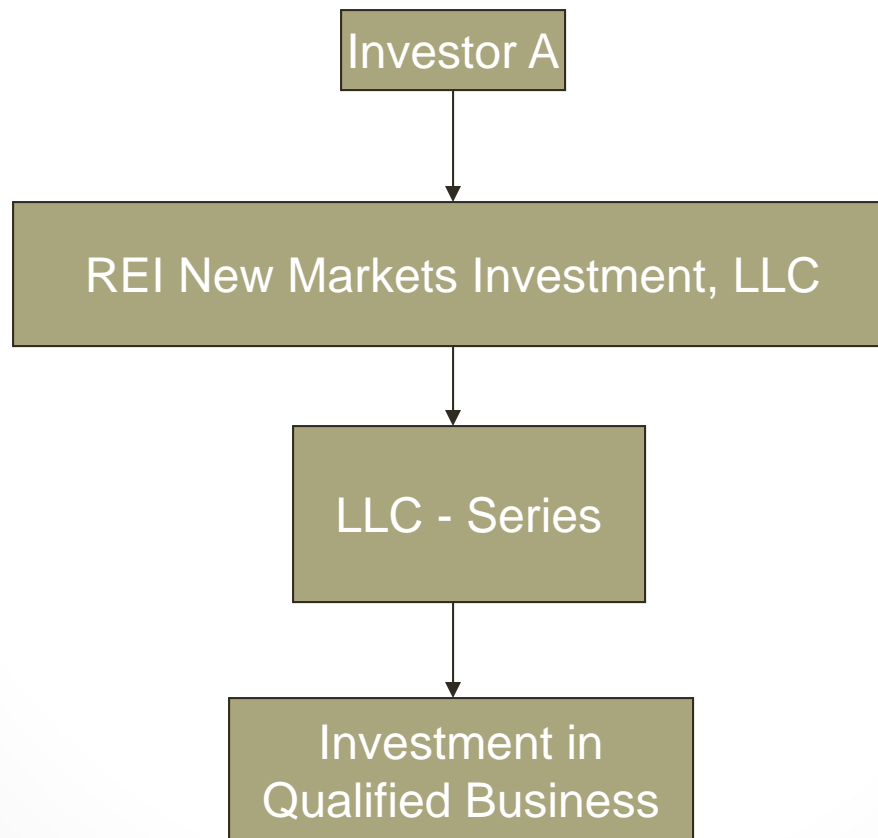 Investor A
REI New Markets Investment, LLC
LLC - Series
Investment in
Qualified Business